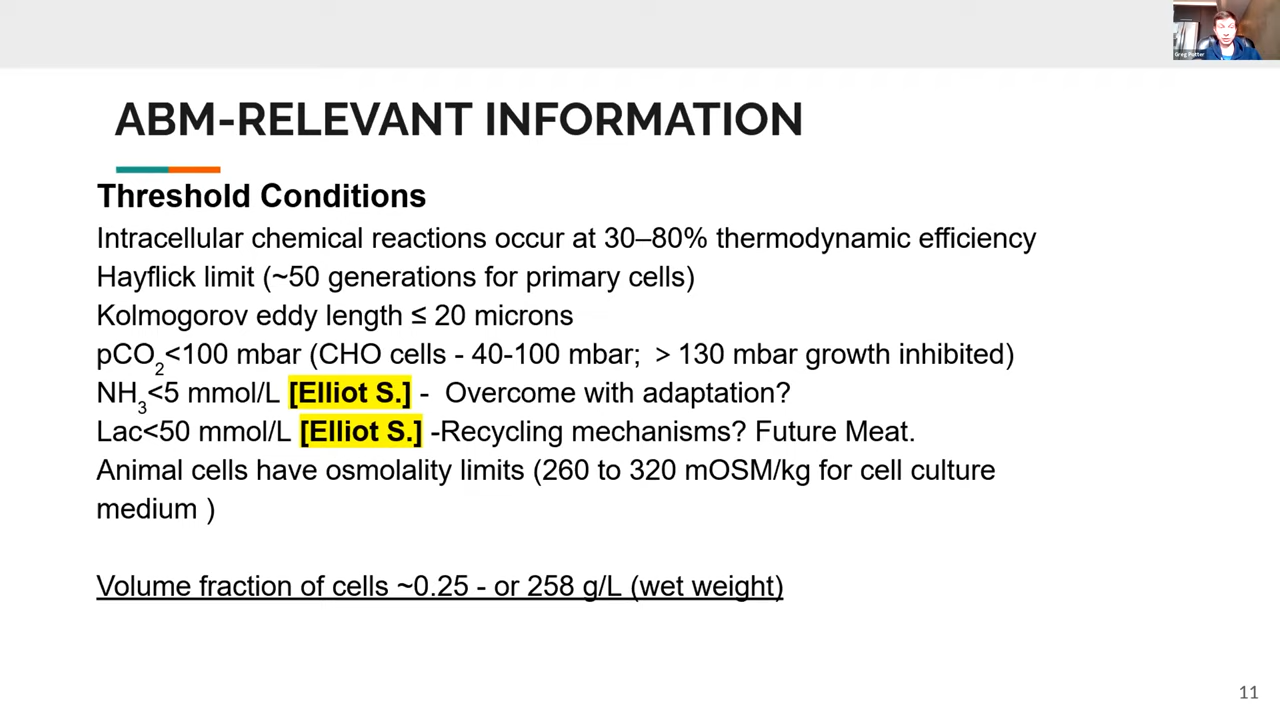 Greg Potter
ABM-RELEVANT INFORMATION
Threshold Conditions
Intracellular chemical reactions occur at 30–80% thermodynamic efficiency
Hayflick limit (~50 generations for primary cells)
Kolmogorov eddy length ≤ 20 microns
pCO₂<100 mbar (CHO cells - 40-100 mbar;  > 130 mbar growth inhibited)
NH₃<5 mmol/L [Elliot S.] -  Overcome with adaptation?
Lac<50 mmol/L [Elliot S.] -Recycling mechanisms? Future Meat.
Animal cells have osmolality limits (260 to 320 mOSM/kg for cell culture
medium )
Volume fraction of cells ~0.25 - or 258 g/L (wet weight)
11